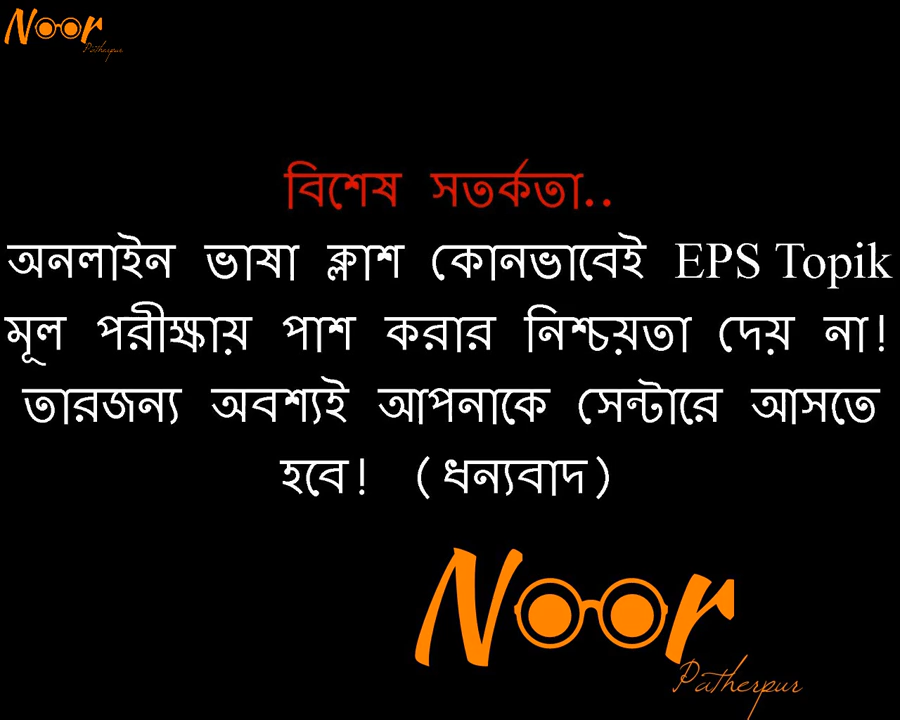 Noor
Patherpur
বিশেষ সতর্কতা..
অনলাইন ভাষা ক্লাশ কোনভাবেই EPS Topik
মূল পরীক্ষায় পাশ করার নিশ্চয়তা দেয় না!
তারজন্য অবশ্যই আপনাকে সেন্টারে আসতে
হবে! (ধন্যবাদ)
Noor
Patherpur